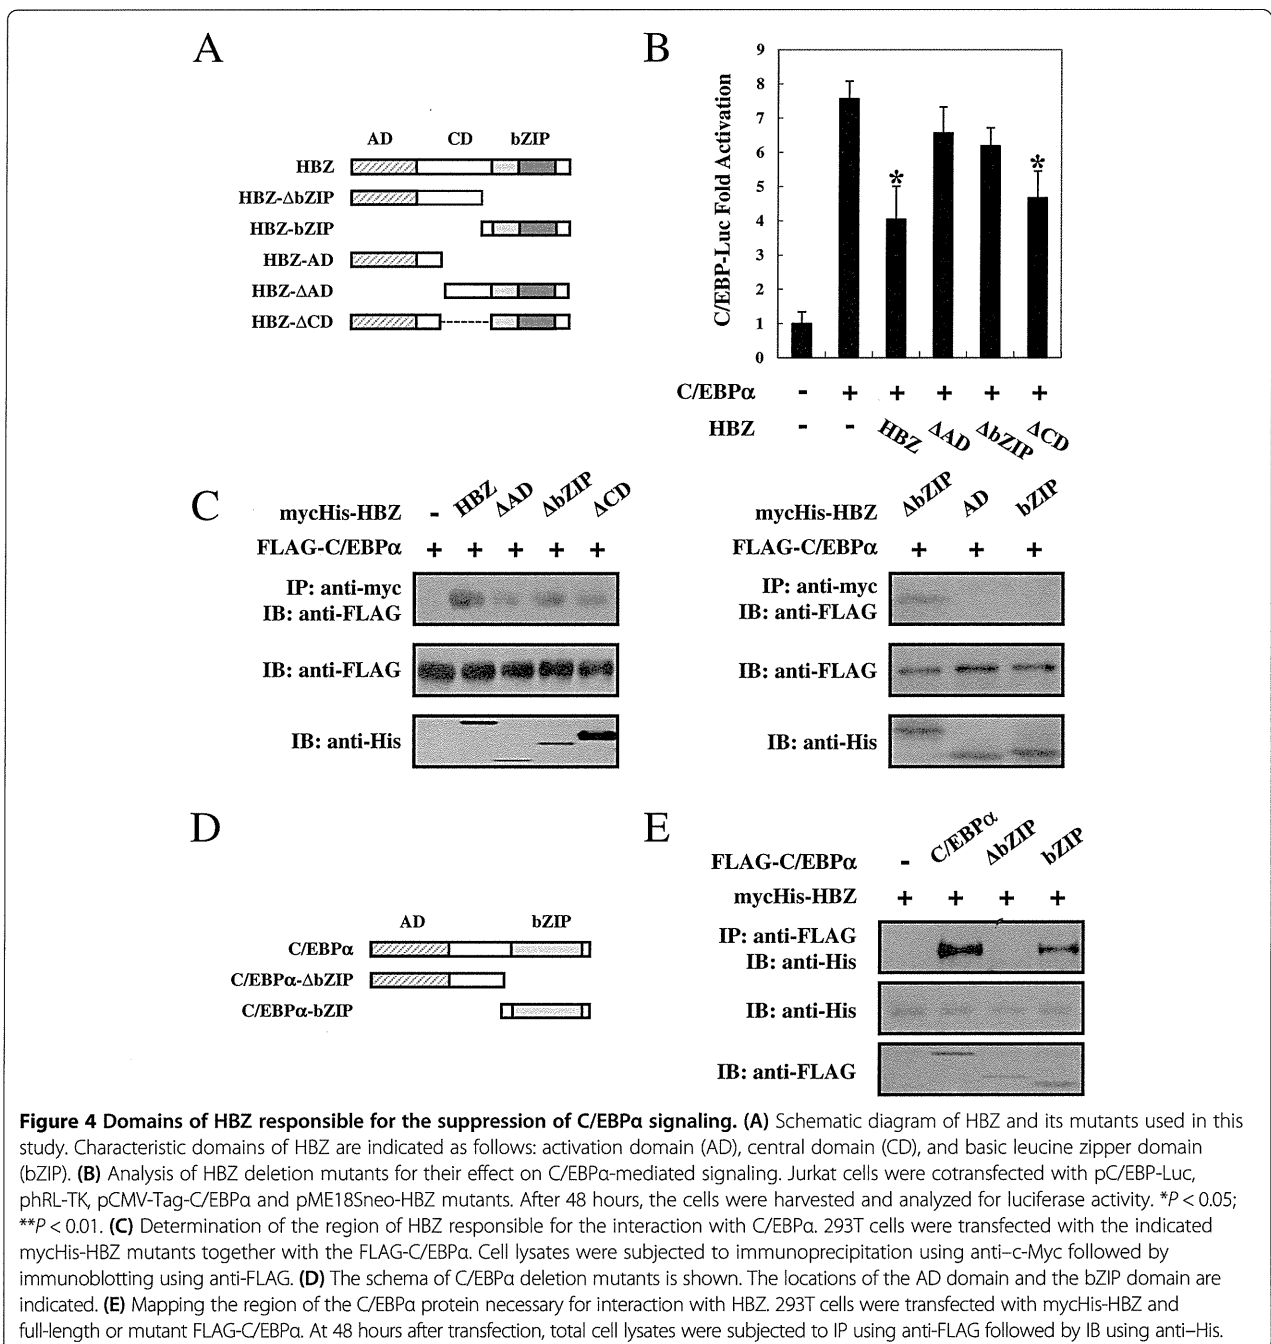 A
AD CD bZIP
HBZ
HBZ-ΔbZIP
HBZ-bZIP
HBZ-AD
HBZ-ΔAD
HBZ-ΔCD
B
C/EBP-Luc Fold Activation
9
8
7
6
5
4
3
2
1
0
* *
C/EBPα - + + + + +
HBZ - - HBZ ΔAD ΔbZIP ΔCD
C
mycHis-HBZ - HBZ ΔAD ΔbZIP ΔCD
FLAG-C/EBPα + + + + +
IP: anti-myc
IB: anti-FLAG
IB: anti-FLAG
IB: anti-His
mycHis-HBZ ΔbZIP AD bZIP
FLAG-C/EBPα + + +
IP: anti-myc
IB: anti-FLAG
IB: anti-FLAG
IB: anti-His
D
AD bZIP
C/EBPα
C/EBPα-ΔbZIP
C/EBPα-bZIP
E
FLAG-C/EBPα - C/EBPα ΔbZIP bZIP
mycHis-HBZ + + + +
IP: anti-FLAG
IB: anti-His
IB: anti-His
IB: anti-FLAG
Figure 4 Domains of HBZ responsible for the suppression of C/EBPα signaling. (A) Schematic diagram of HBZ and its mutants used in this
study. Characteristic domains of HBZ are indicated as follows: activation domain (AD), central domain (CD), and basic leucine zipper domain
(bZIP). (B) Analysis of HBZ deletion mutants for their effect on C/EBPα-mediated signaling. Jurkat cells were cotransfected with pC/EBP-Luc,
phRL-TK, pCMV-Tag-C/EBPα and pME18Sneo-HBZ mutants. After 48 hours, the cells were harvested and analyzed for luciferase activity. *P < 0.05;
**P < 0.01. (C) Determination of the region of HBZ responsible for the interaction with C/EBPα. 293T cells were transfected with the indicated
mycHis-HBZ mutants together with the FLAG-C/EBPα. Cell lysates were subjected to immunoprecipitation using anti–c-Myc followed by
immunoblotting using anti-FLAG. (D) The schema of C/EBPα deletion mutants is shown. The locations of the AD domain and the bZIP domain are
indicated. (E) Mapping the region of the C/EBPα protein necessary for interaction with HBZ. 293T cells were transfected with mycHis-HBZ and
full-length or mutant FLAG-C/EBPα. At 48 hours after transfection, total cell lysates were subjected to IP using anti-FLAG followed by IB using anti–His.